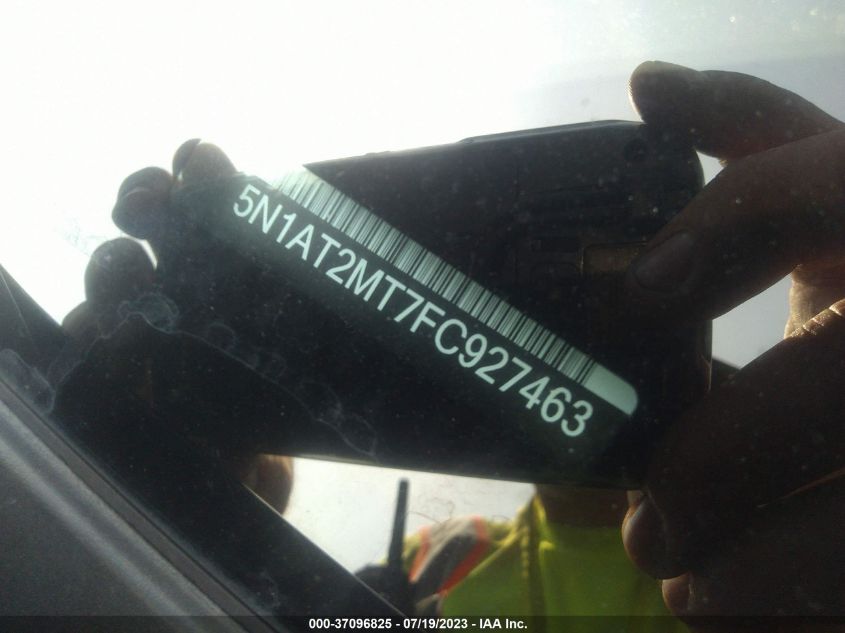 5N1AT2MT7FC927463
000-37096825 - 07/19/2023 - IAA Inc.